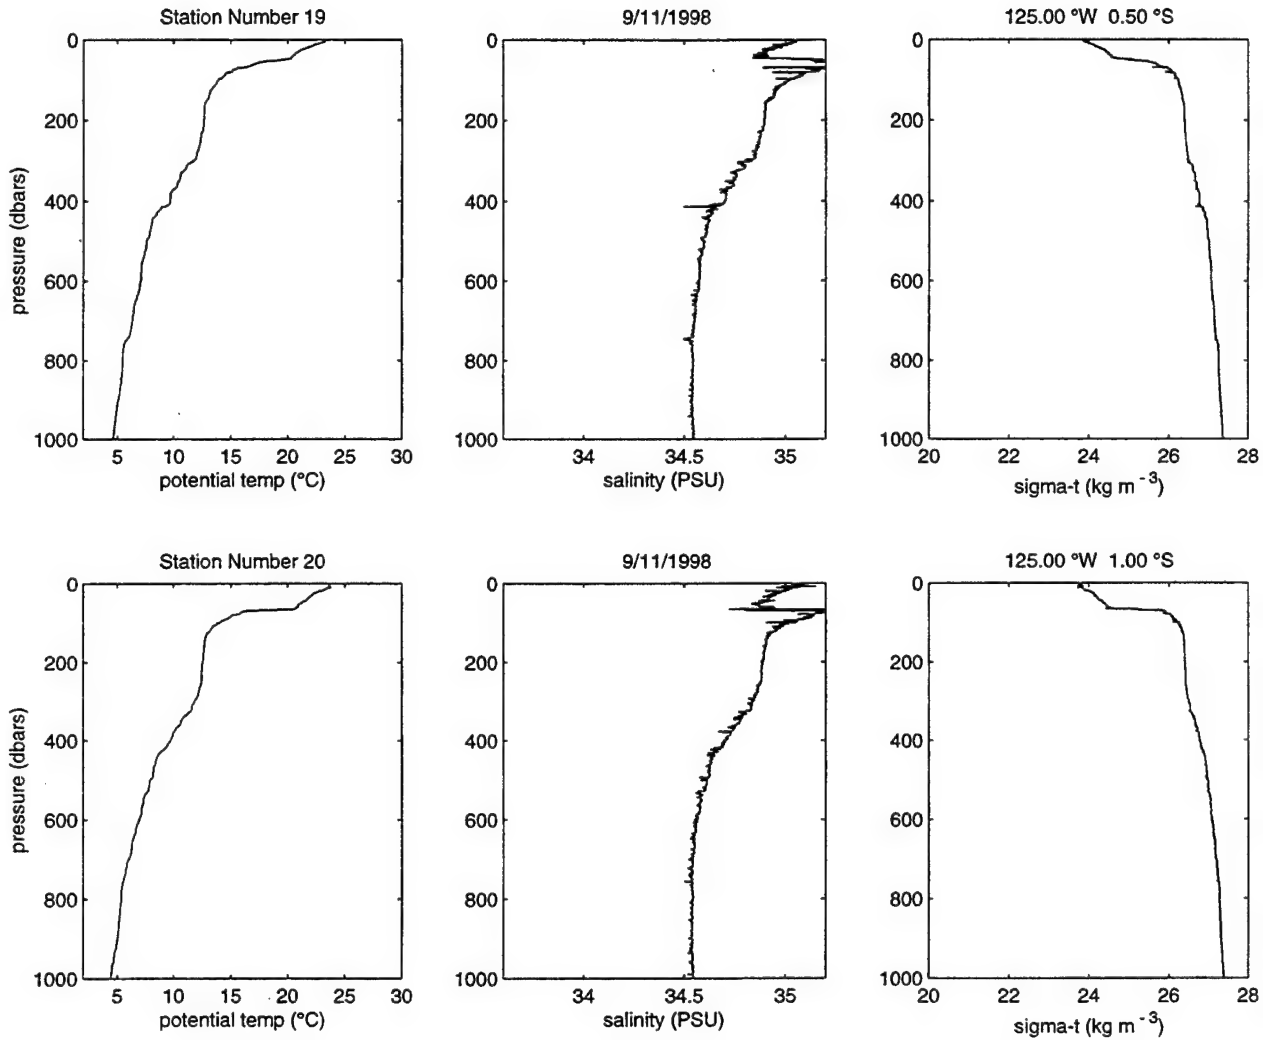 Station Number 19
9/11/1998
125.00 °W 0.50 °S
0
200
400
600
800
1000
pressure (dbars)
5 10 15 20 25 30
potential temp (°C)
0
200
400
600
800
1000
34 34.5 35
salinity (PSU)
0
200
400
600
800
1000
20 22 24 26 28
sigma-t (kg m⁻³)
Station Number 20
9/11/1998
125.00 °W 1.00 °S
0
200
400
600
800
1000
pressure (dbars)
5 10 15 20 25 30
potential temp (°C)
0
200
400
600
800
1000
34 34.5 35
salinity (PSU)
0
200
400
600
800
1000
20 22 24 26 28
sigma-t (kg m⁻³)